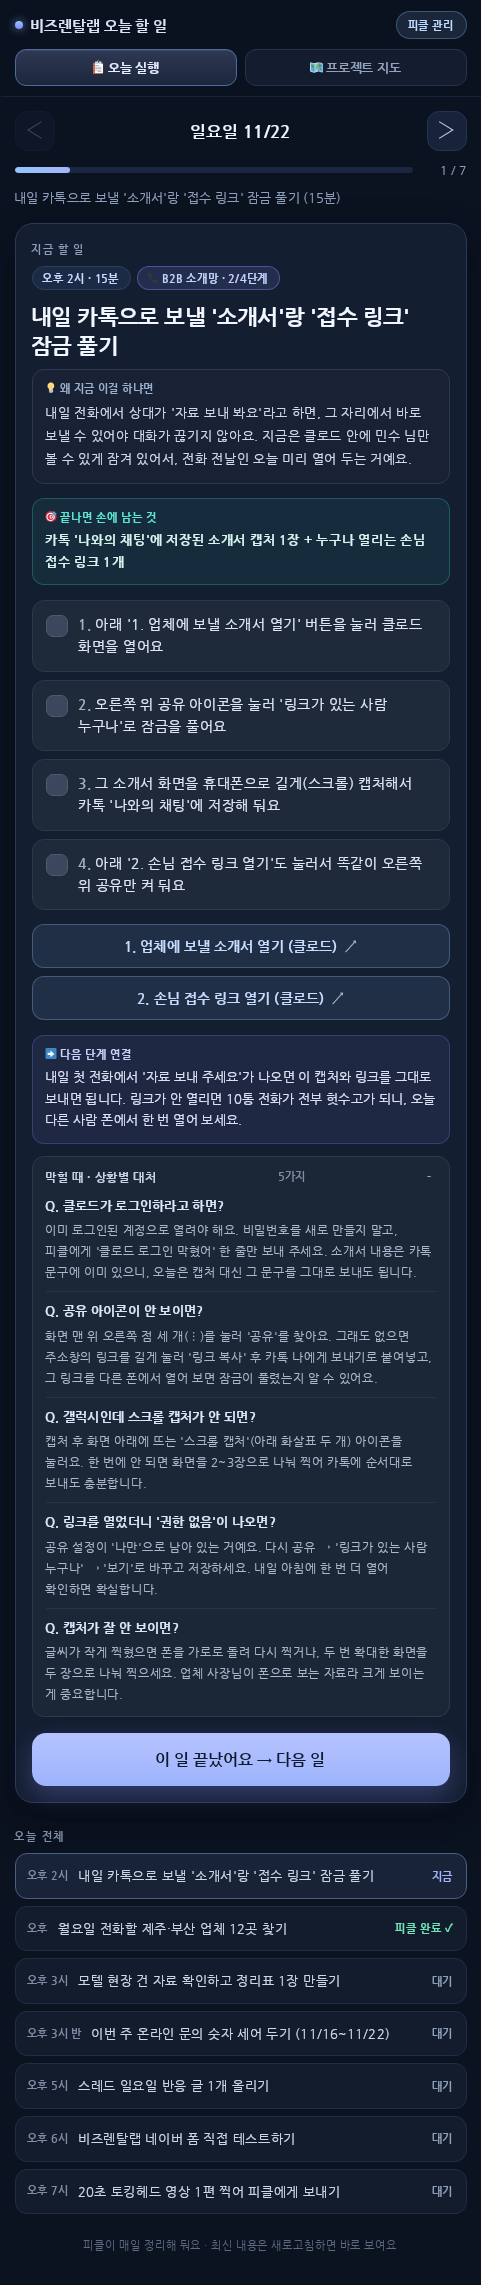 비즈렌탈랩 오늘 할 일
피클 관리
오늘 실행
프로젝트 지도
<
일요일 11/22
>
1 / 7
내일 카톡으로 보낼 '소개서'랑 '접수 링크' 잠금 풀기 (15분)
지금 할 일
오후 2시 · 15분
B2B 소개망 · 2/4단계
내일 카톡으로 보낼 '소개서'랑 '접수 링크'
잠금 풀기
왜 지금 이걸 하냐면
내일 전화에서 상대가 '자료 보내 봐요'라고 하면, 그 자리에서 바로
보낼 수 있어야 대화가 끊기지 않아요. 지금은 클로드 안에 민수 님만
볼 수 있게 잠겨 있어서, 전화 전날인 오늘 미리 열어 두는 거예요.
끝나면 손에 남는 것
카톡 '나와의 채팅'에 저장된 소개서 캡처 1장 + 누구나 열리는 손님
접수 링크 1개
1. 아래 '1. 업체에 보낼 소개서 열기' 버튼을 눌러 클로드
화면을 열어요
2. 오른쪽 위 공유 아이콘을 눌러 '링크가 있는 사람
누구나'로 잠금을 풀어요
3. 그 소개서 화면을 휴대폰으로 길게(스크롤) 캡처해서
카톡 '나와의 채팅'에 저장해 둬요
4. 아래 '2. 손님 접수 링크 열기'도 눌러서 똑같이 오른쪽
위 공유만 켜 둬요
1. 업체에 보낼 소개서 열기 (클로드) ↗
2. 손님 접수 링크 열기 (클로드) ↗
다음 단계 연결
내일 첫 전화에서 '자료 보내 주세요'가 나오면 이 캡처와 링크를 그대로
보내면 됩니다. 링크가 안 열리면 10통 전화가 전부 헛수고가 되니, 오늘
다른 사람 폰에서 한 번 열어 보세요.
막힐 때 · 상황별 대처
5가지
-
Q. 클로드가 로그인하라고 하면?
이미 로그인된 계정으로 열려야 해요. 비밀번호를 새로 만들지 말고,
피클에게 '클로드 로그인 막혔어' 한 줄만 보내 주세요. 소개서 내용은 카톡
문구에 이미 있으니, 오늘은 캡처 대신 그 문구를 그대로 보내도 됩니다.
Q. 공유 아이콘이 안 보이면?
화면 맨 위 오른쪽 점 세 개(⋮)를 눌러 '공유'를 찾아요. 그래도 없으면
주소창의 링크를 길게 눌러 '링크 복사' 후 카톡 나에게 보내기로 붙여넣고,
그 링크를 다른 폰에서 열어 보면 잠금이 풀렸는지 알 수 있어요.
Q. 갤럭시인데 스크롤 캡처가 안 되면?
캡처 후 화면 아래에 뜨는 '스크롤 캡처'(아래 화살표 두 개) 아이콘을
눌러요. 한 번에 안 되면 화면을 2~3장으로 나눠 찍어 카톡에 순서대로
보내도 충분합니다.
Q. 링크를 열었더니 '권한 없음'이 나오면?
공유 설정이 '나만'으로 남아 있는 거예요. 다시 공유 → '링크가 있는 사람
누구나' → '보기'로 바꾸고 저장하세요. 내일 아침에 한 번 더 열어
확인하면 확실합니다.
Q. 캡처가 잘 안 보이면?
글씨가 작게 찍혔으면 폰을 가로로 돌려 다시 찍거나, 두 번 확대한 화면을
두 장으로 나눠 찍으세요. 업체 사장님이 폰으로 보는 자료라 크게 보이는
게 중요합니다.
이 일 끝났어요 → 다음 일
오늘 전체
오후 2시 내일 카톡으로 보낼 '소개서'랑 '접수 링크' 잠금 풀기 지금
오후 월요일 전화할 제주·부산 업체 12곳 찾기 피클 완료 ✓
오후 3시 모텔 현장 건 자료 확인하고 정리표 1장 만들기 대기
오후 3시 반 이번 주 온라인 문의 숫자 세어 두기 (11/16~11/22) 대기
오후 5시 스레드 일요일 반응 글 1개 올리기 대기
오후 6시 비즈렌탈랩 네이버 폼 직접 테스트하기 대기
오후 7시 20초 토킹헤드 영상 1편 찍어 피클에게 보내기 대기
피클이 매일 정리해 둬요 · 최신 내용은 새로고침하면 바로 보여요